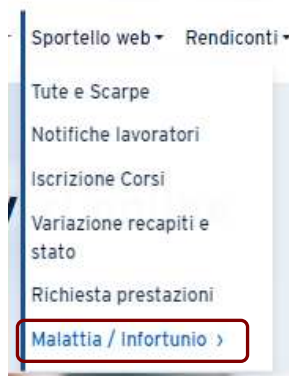 Sportello web Rendiconti
Tute e Scarpe
Notifiche lavoratori
Iscrizione Corsi
Variazione recapiti e
stato
Richiesta prestazioni
Malattia / Infortunio ›